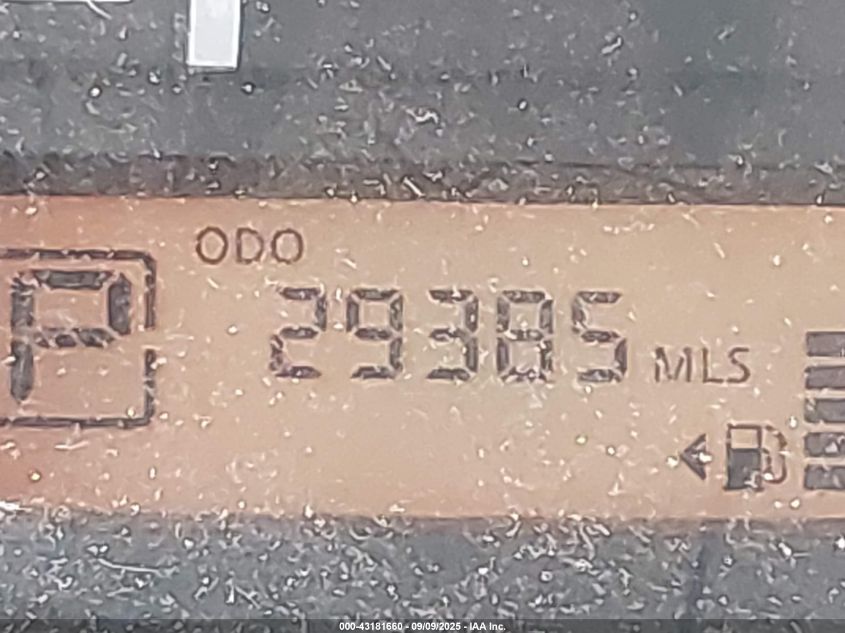 ODO
P
29385 MLS
000-43181660 - 09/09/2025 - IAA Inc.